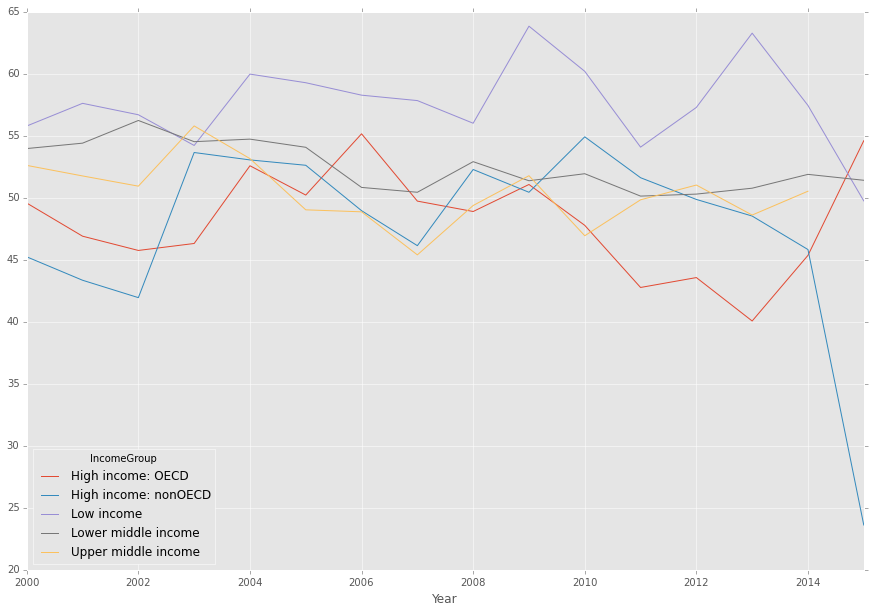 65
60
55
50
45
40
35
30
25
20
IncomeGroup
High income: OECD
High income: nonOECD
Low income
Lower middle income
Upper middle income
2000 2002 2004 2006 2008 2010 2012 2014
Year